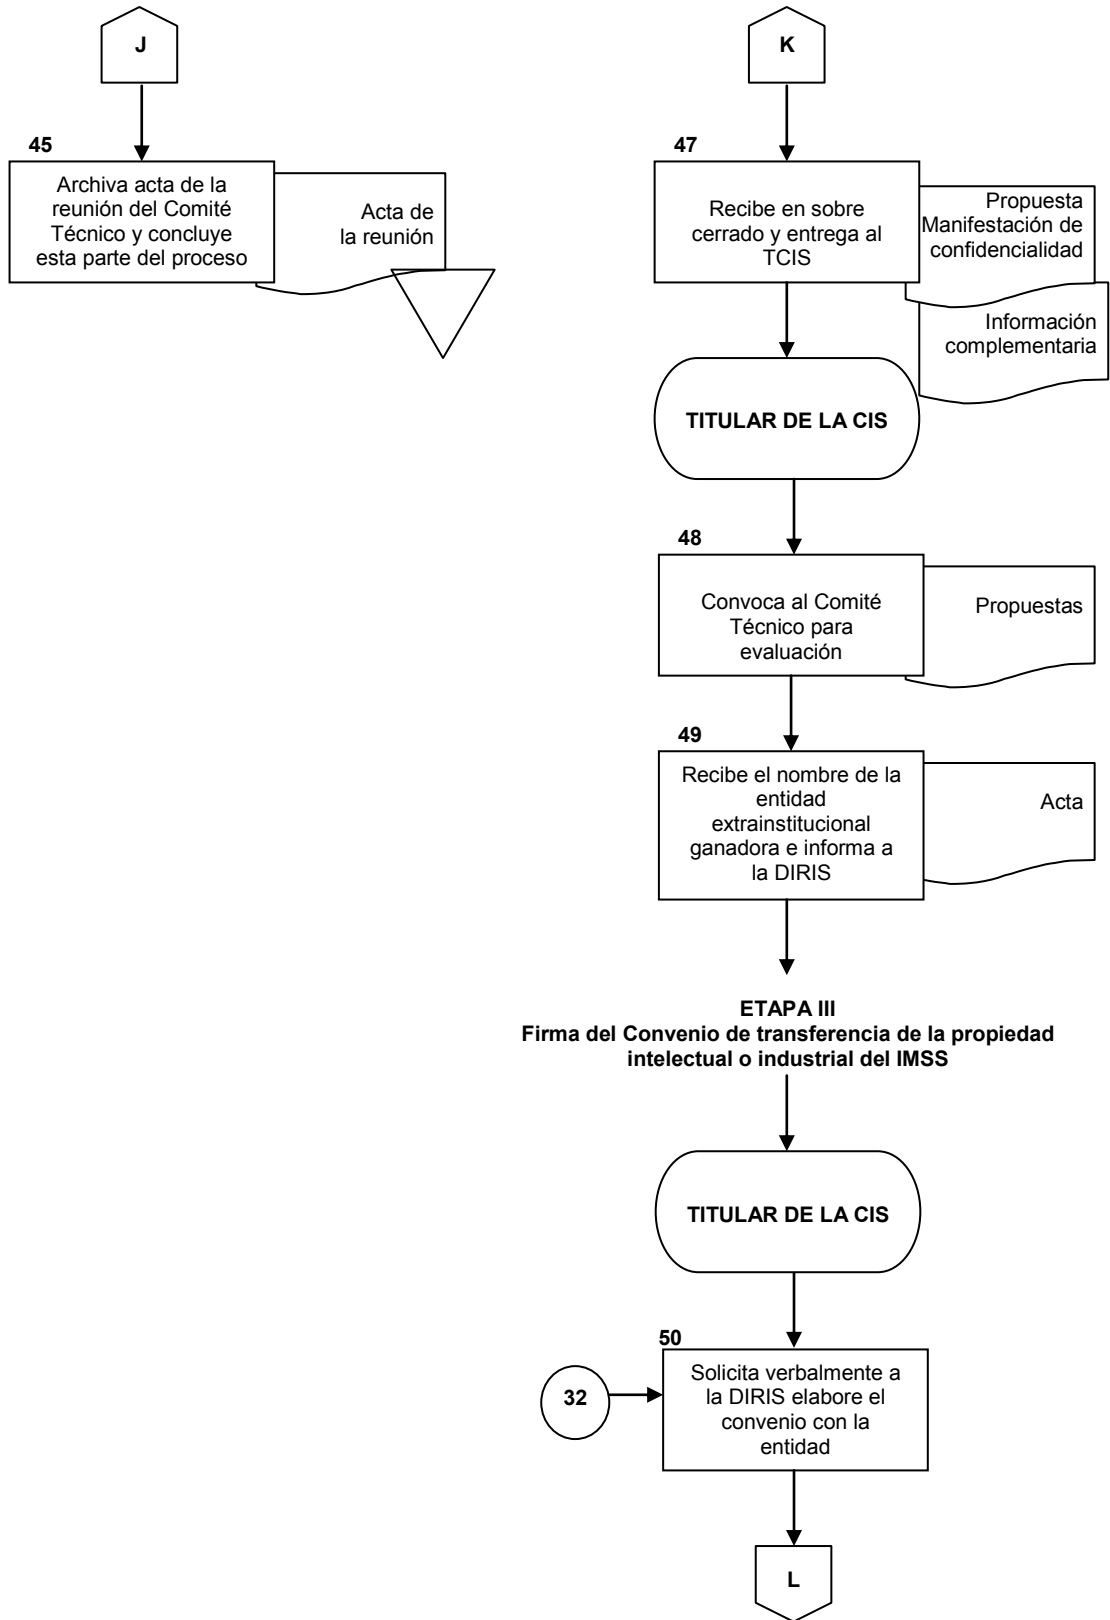 J
45
Archiva acta de la
reunión del Comité
Técnico y concluye
esta parte del proceso
Acta de
la reunión
K
47
Recibe en sobre
cerrado y entrega al
TCIS
Propuesta
Manifestación de
confidencialidad
Información
complementaria
TITULAR DE LA CIS
48
Convoca al Comité
Técnico para
evaluación
Propuestas
49
Recibe el nombre de la
entidad
extrainstitucional
ganadora e informa a
la DIRIS
Acta
ETAPA III
Firma del Convenio de transferencia de la propiedad
intelectual o industrial del IMSS
TITULAR DE LA CIS
50
32
Solicita verbalmente a
la DIRIS elabore el
convenio con la
entidad
L